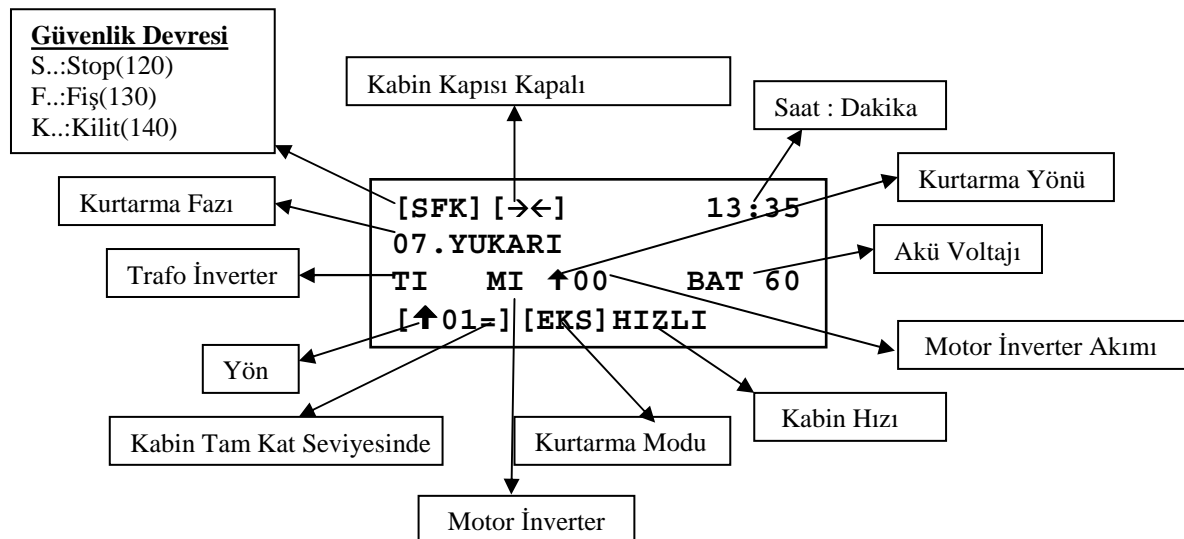 Güvenlik Devresi
S..:Stop(120)
F..:Fiş(130)
K..:Kilit(140)
Kabin Kapısı Kapalı
Saat : Dakika
Kurtarma Fazı
Kurtarma Yönü
Trafo İnverter
Akü Voltajı
[SFK][→←] 13:35
07.YUKARI
TI MI ↑00 BAT 60
[↑01=][EKS]HIZLI
Yön
Motor İnverter Akımı
Kabin Tam Kat Seviyesinde
Kurtarma Modu
Kabin Hızı
Motor İnverter